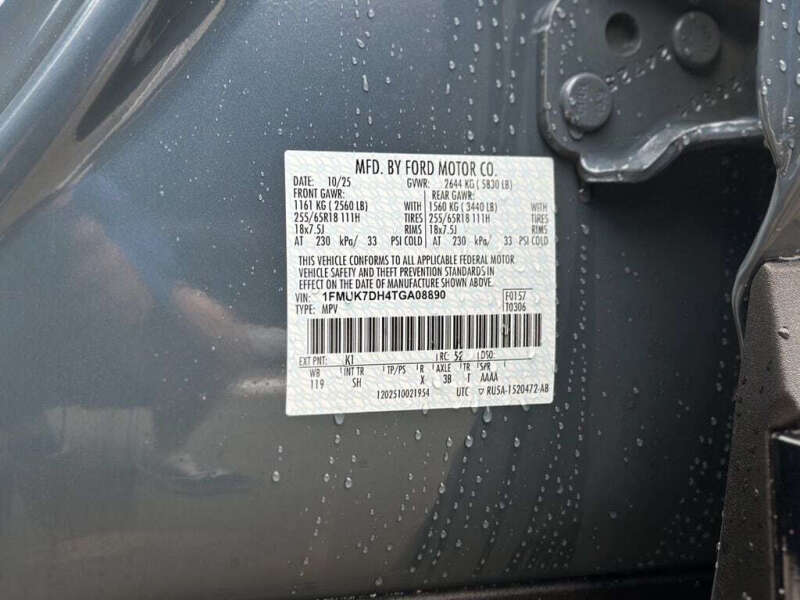 MFD. BY FORD MOTOR CO.
DATE: 10/25 GVWR: 2644 KG ( 5830 LB)
FRONT GAWR: REAR GAWR:
1161 KG ( 2560 LB) WITH 1560 KG ( 3440 LB) WITH
255/65R18 111H TIRES 255/65R18 111H TIRES
18x7.5J RIMS 18x7.5J RIMS
AT 230 kPa/ 33 PSI COLD AT 230 kPa/ 33 PSI COLD
THIS VEHICLE CONFORMS TO ALL APPLICABLE FEDERAL MOTOR
VEHICLE SAFETY AND THEFT PREVENTION STANDARDS IN
EFFECT ON THE DATE OF MANUFACTURE SHOWN ABOVE.
VIN: 1FMUK7DH4TGA08890 F0157
TYPE: MPV T0306
EXT PNT: K1 RC: 52 DSO:
WB INT TR TP/PS R AXLE TR SPR
119 SH X 3B T AAAA
1202510021954 UTC ▽ RU5A-1520472-AB